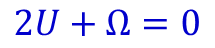 2U + Ω = 0